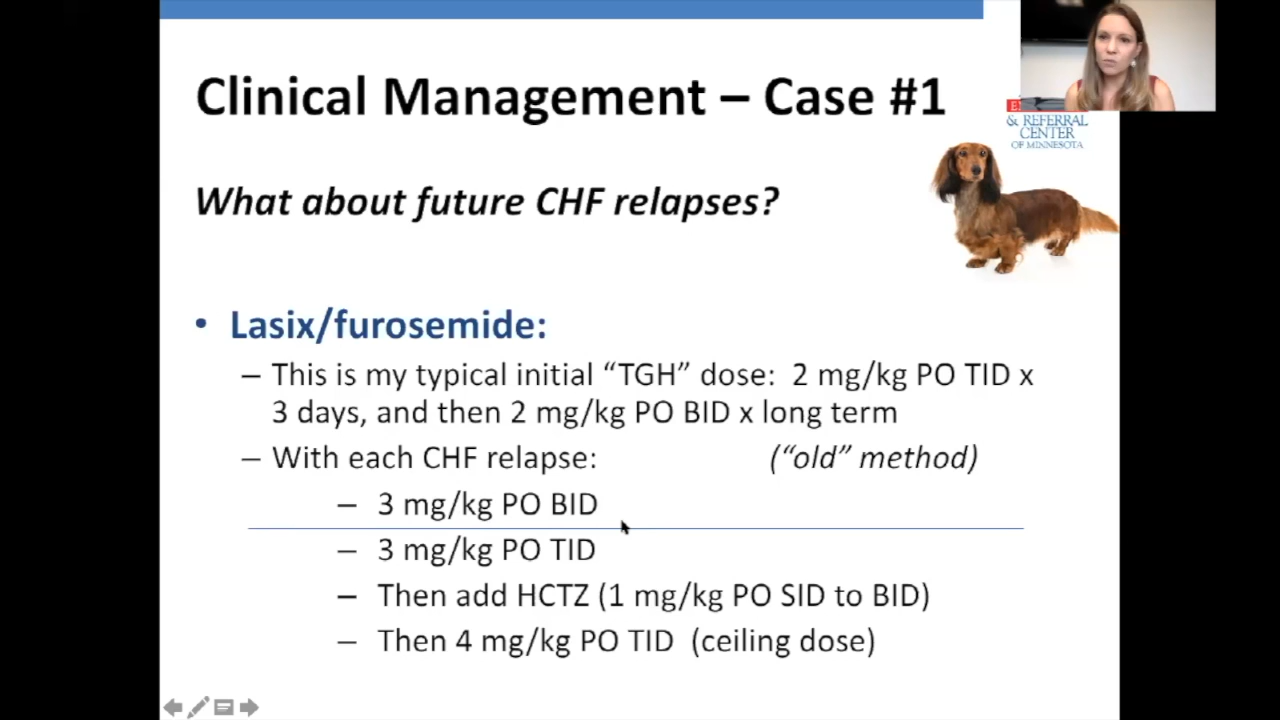 Clinical Management – Case #1
& REFERRAL
CENTER
OF MINNESOTA
What about future CHF relapses?
• Lasix/furosemide:
– This is my typical initial “TGH” dose:  2 mg/kg PO TID x
3 days, and then 2 mg/kg PO BID x long term
– With each CHF relapse: (“old” method)
– 3 mg/kg PO BID
– 3 mg/kg PO TID
– Then add HCTZ (1 mg/kg PO SID to BID)
– Then 4 mg/kg PO TID  (ceiling dose)